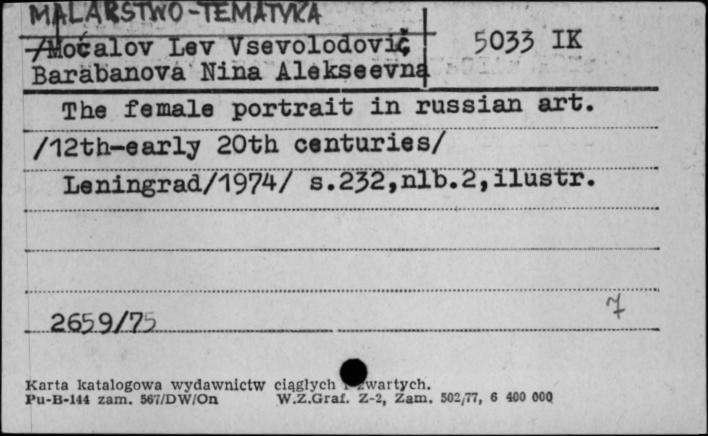 MALARSTWO-TEMATYKA
/Močalov Lev Vsevolodovič 5033 IK
Barabanova Nina Alekseevna
The female portrait in russian art.
/12th-early 20th centuries/
Leningrad/1974/ s.232,nlb.2,ilustr.
7
2659/75
Karta katalogowa wydawnictw ciągłych i zwartych.
Pu-B-144 zam. 567/DW/On W.Z.Graf. Z-2, Zam. 502/77, 6 400 000